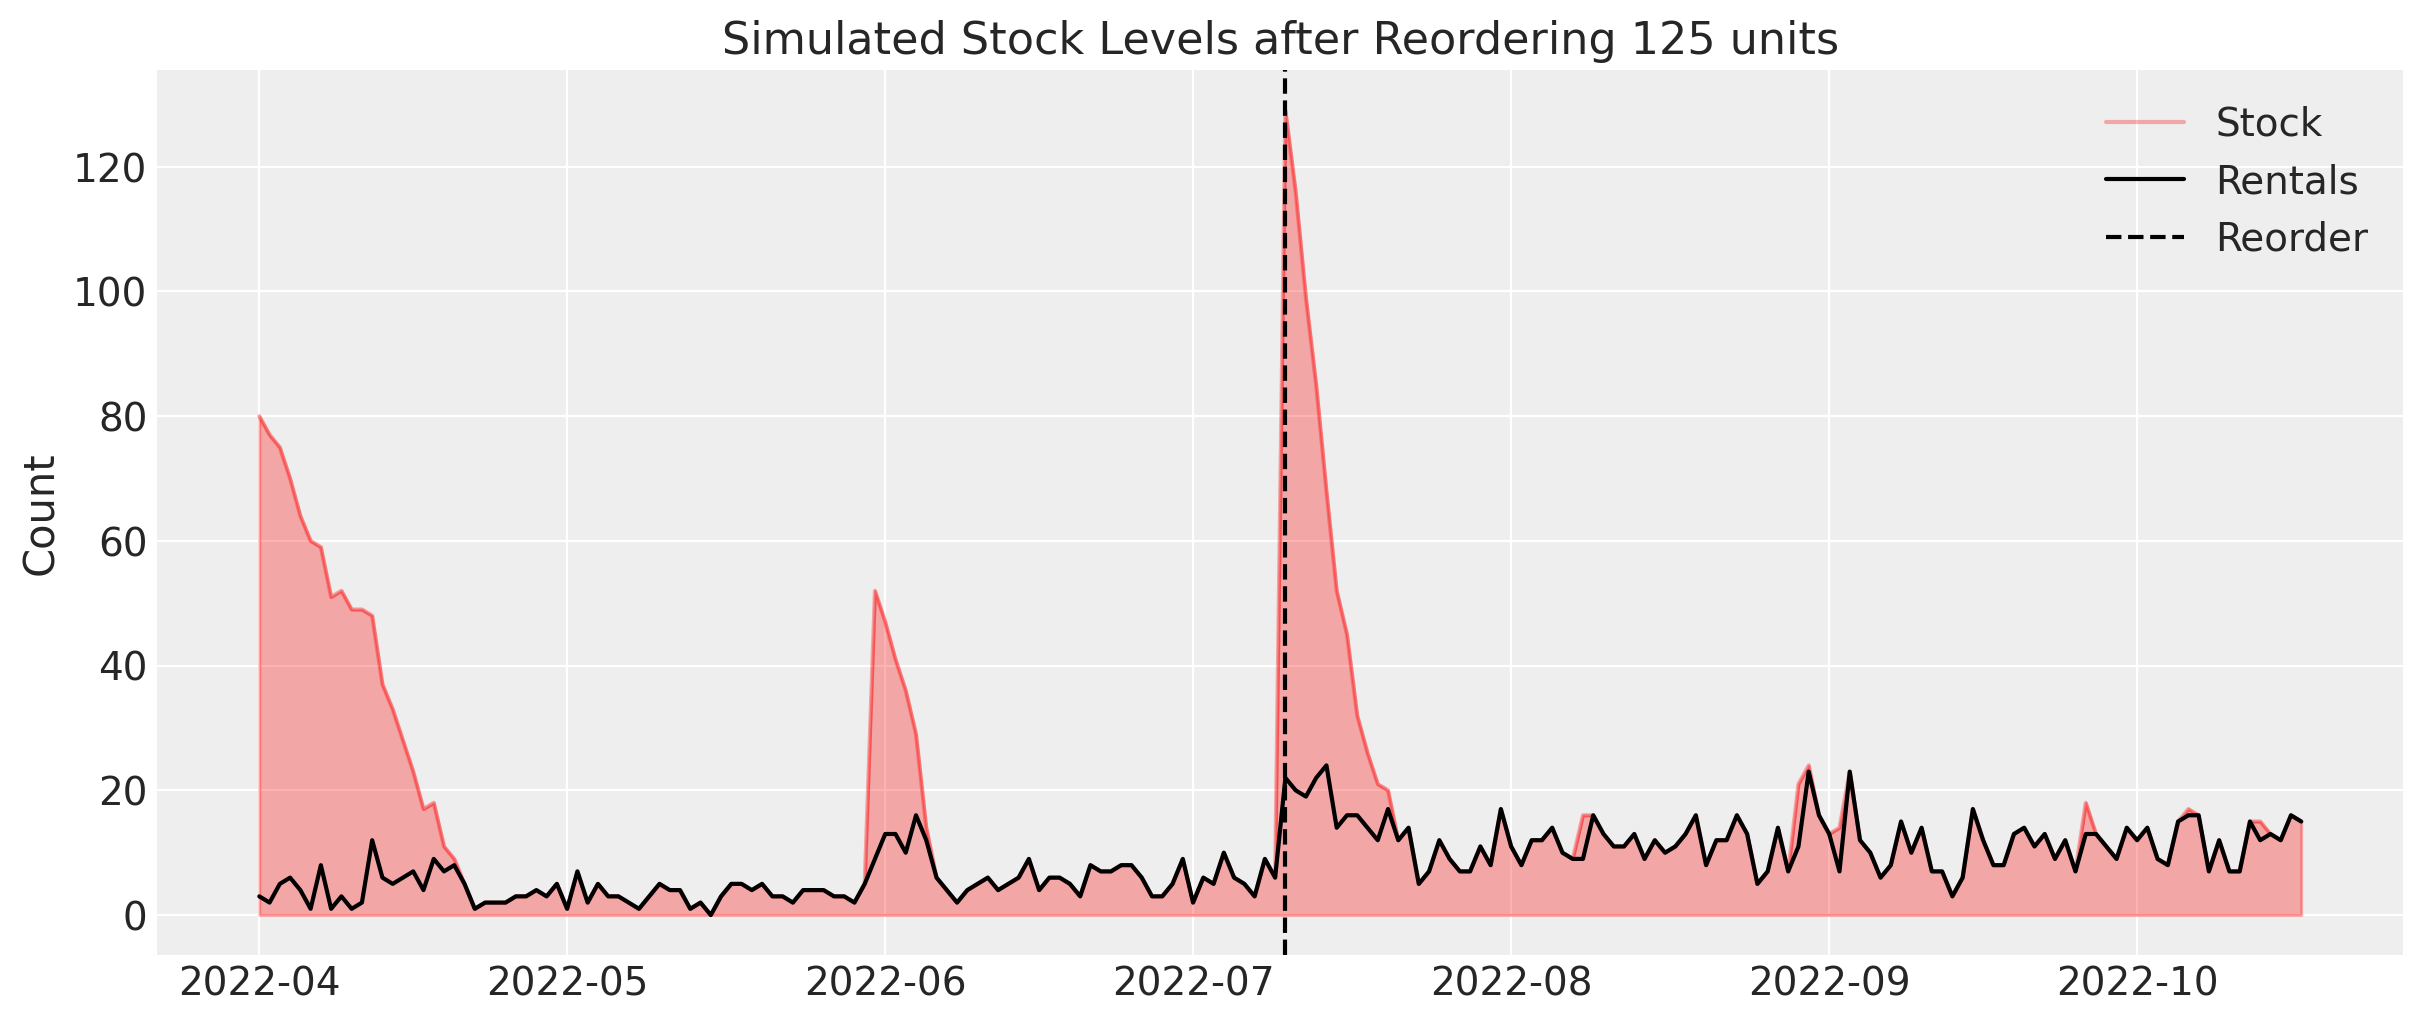 Simulated Stock Levels after Reordering 125 units
Stock
Rentals
Reorder
Count
120
100
80
60
40
20
0
2022-04 2022-05 2022-06 2022-07 2022-08 2022-09 2022-10